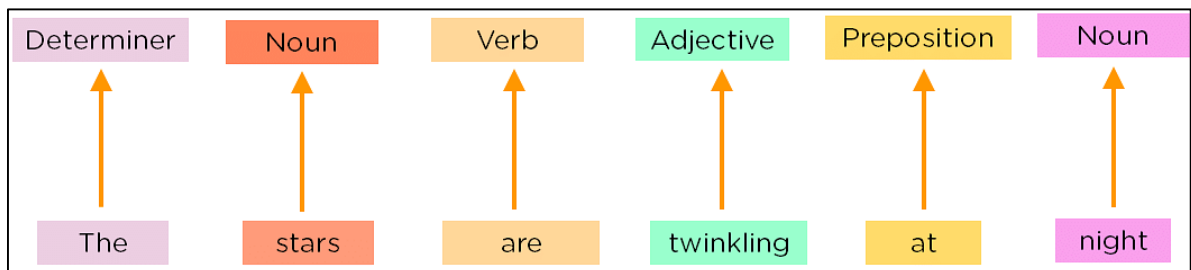 Determiner Noun Verb Adjective Preposition Noun
The stars are twinkling at night